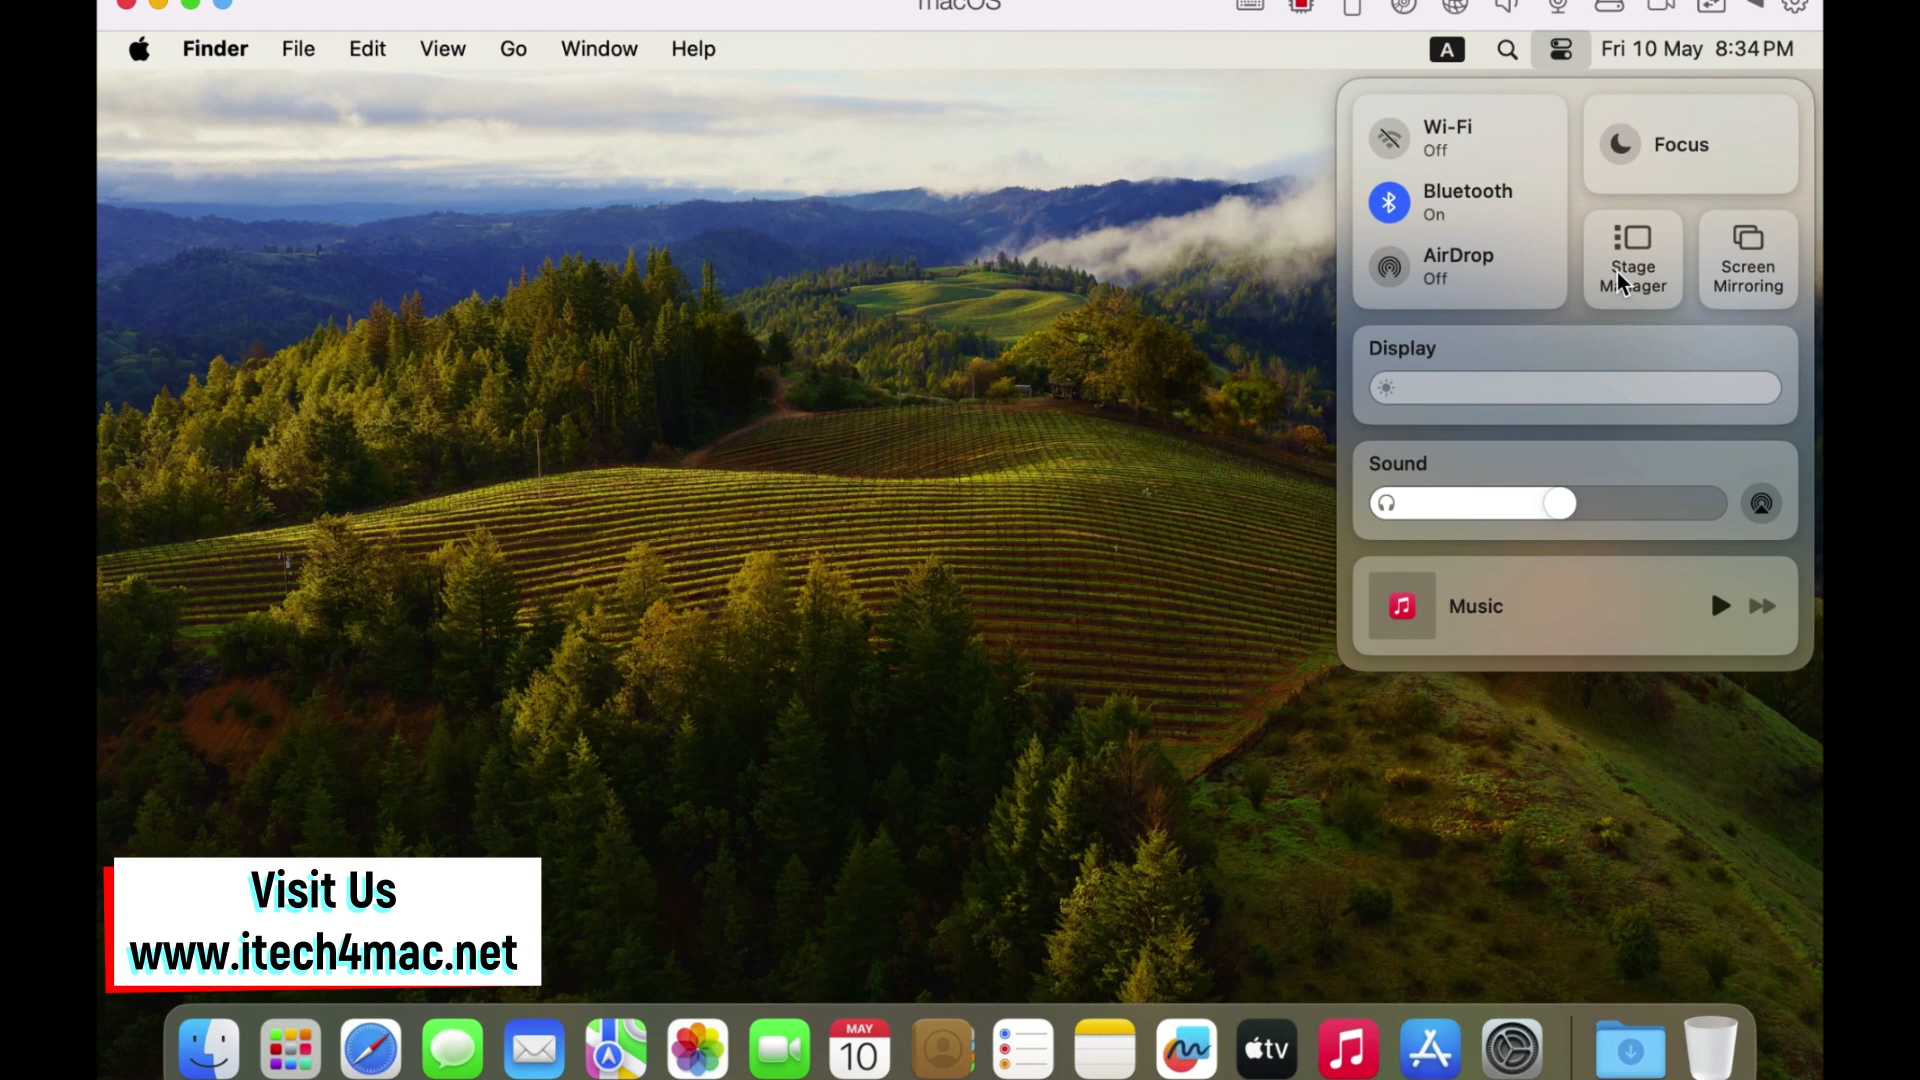 macOS
Finder File Edit View Go Window Help A Fri 10 May 8:34 PM
Wi-Fi
Off
Bluetooth
On
AirDrop
Off
Focus
Stage
Manager
Screen
Mirroring
Display
Sound
Music
Visit Us
www.itech4mac.net
MAY
10
tv